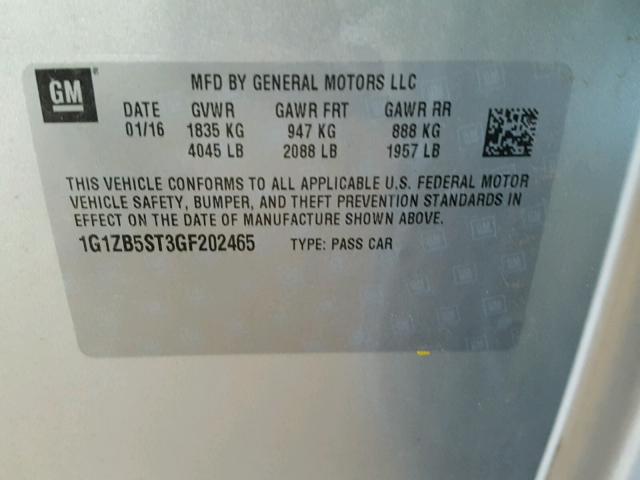 GM
MFD BY GENERAL MOTORS LLC
DATE GVWR GAWR FRT GAWR RR
01/16 1835 KG 947 KG 888 KG
4045 LB 2088 LB 1957 LB
THIS VEHICLE CONFORMS TO ALL APPLICABLE U.S. FEDERAL MOTOR
VEHICLE SAFETY, BUMPER, AND THEFT PREVENTION STANDARDS IN
EFFECT ON THE DATE OF MANUFACTURE SHOWN ABOVE.
1G1ZB5ST3GF202465 TYPE: PASS CAR